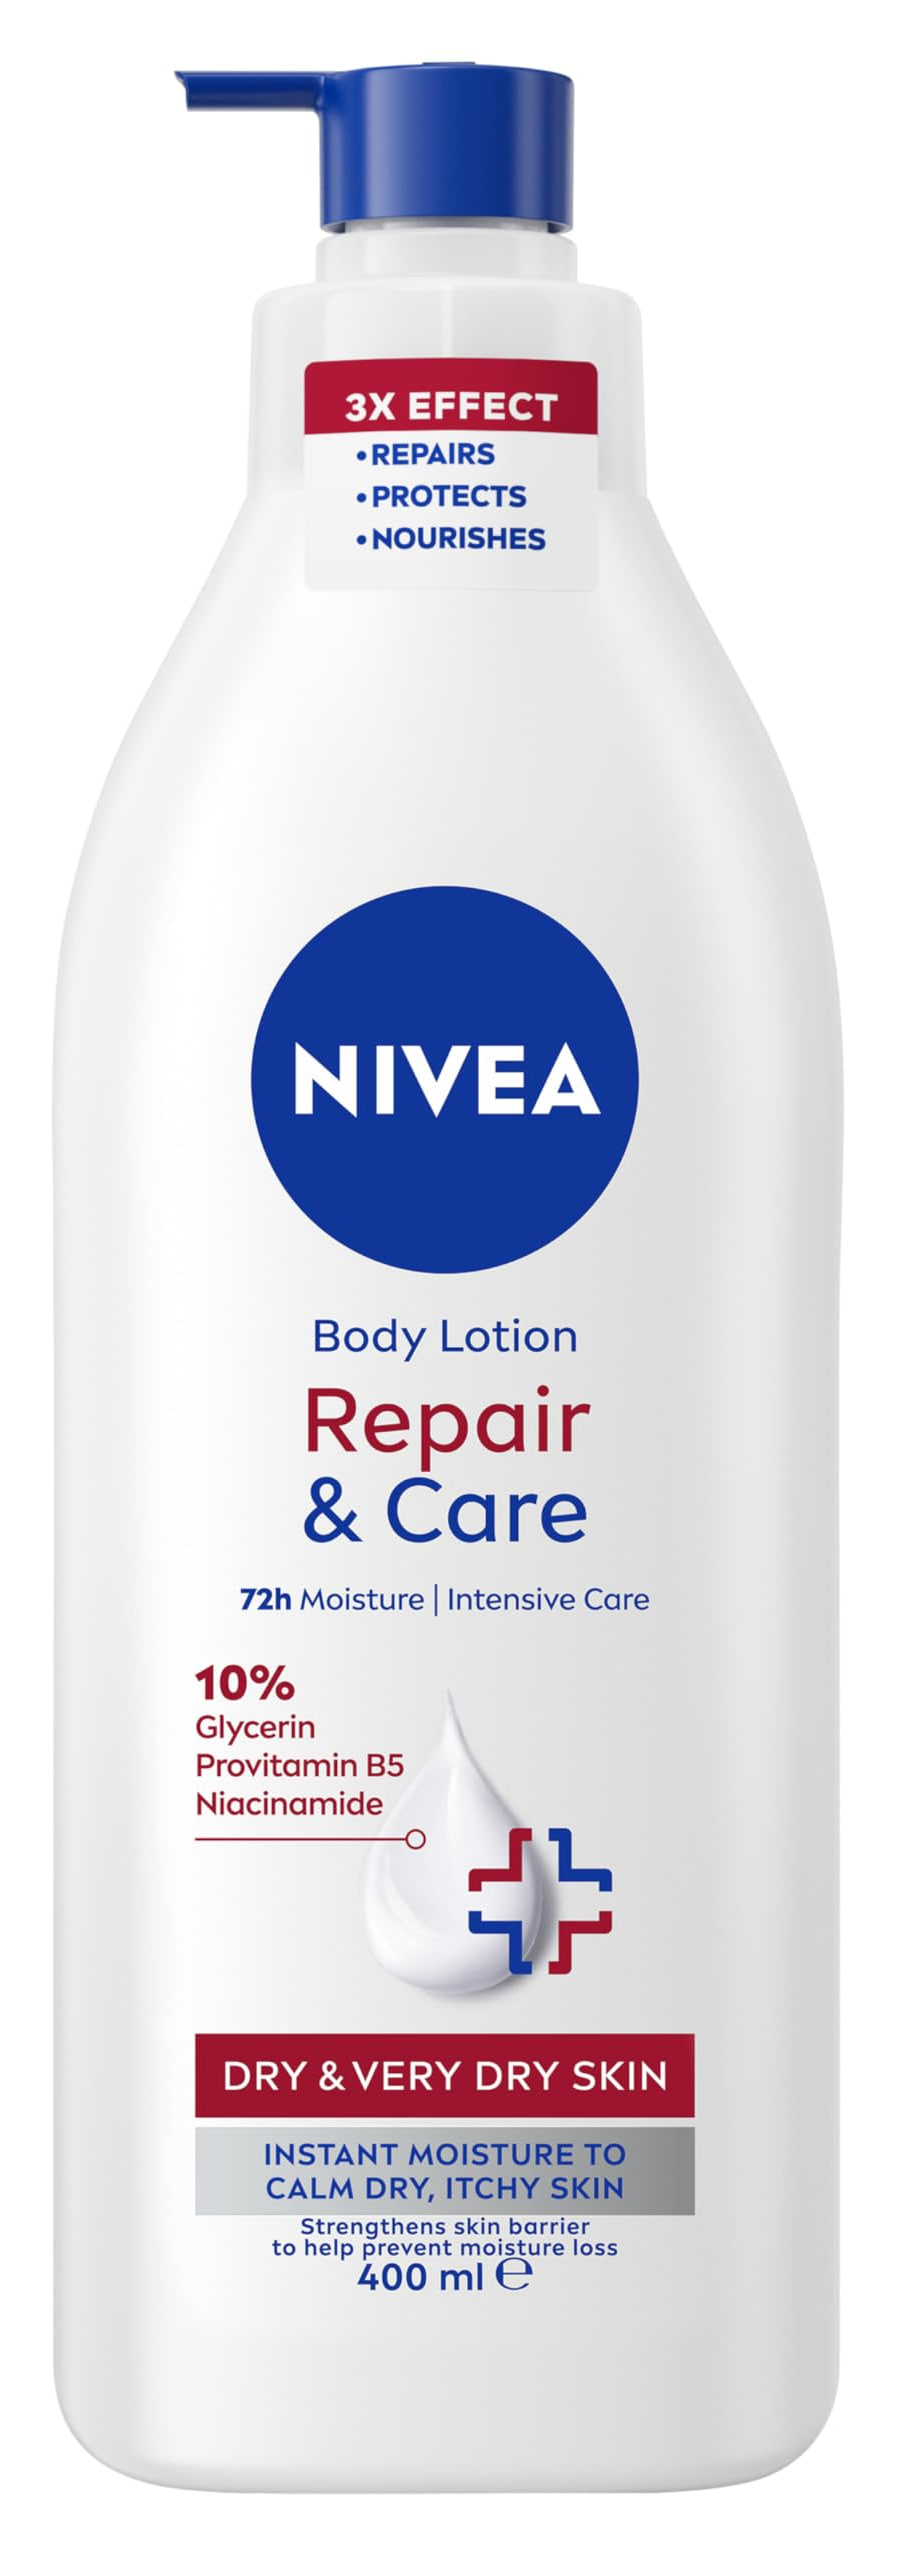 3X EFFECT
•REPAIRS
•PROTECTS
•NOURISHES
NIVEA
Body Lotion
Repair
& Care
72h Moisture | Intensive Care
10%
Glycerin
Provitamin B5
Niacinamide
DRY & VERY DRY SKIN
INSTANT MOISTURE TO
CALM DRY, ITCHY SKIN
Strengthens skin barrier
to help prevent moisture loss
400 ml ℮